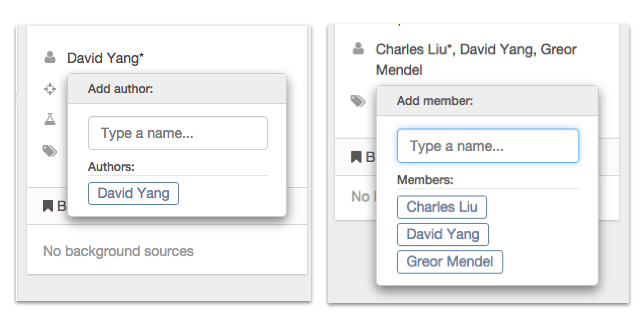 David Yang*
Add author:
Type a name...
Authors:
David Yang
B
No background sources
Charles Liu*, David Yang, Greor
Mendel
Add member:
Type a name...
Members:
B
No
Charles Liu
David Yang
Greor Mendel